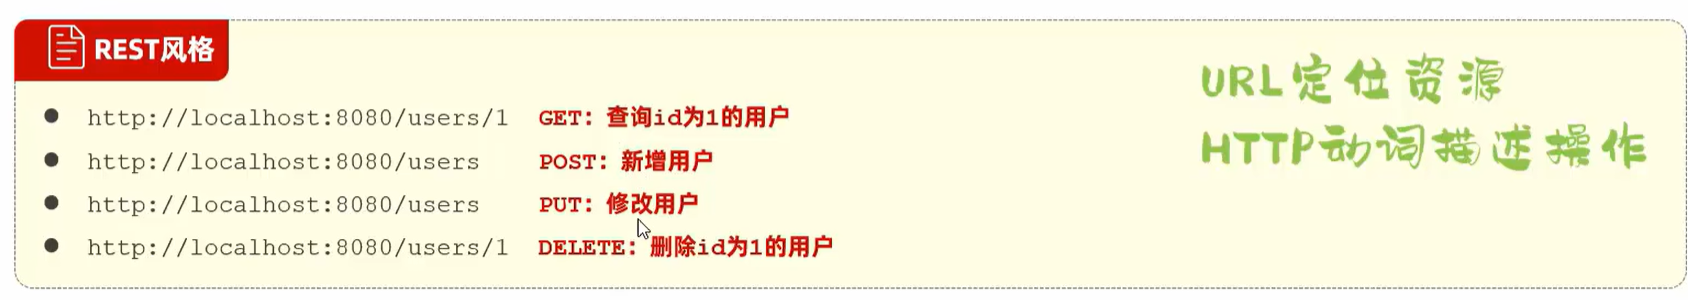 REST风格
URL定位资源
HTTP动词描述操作
http://localhost:8080/users/1 GET：查询id为1的用户
http://localhost:8080/users POST：新增用户
http://localhost:8080/users PUT：修改用户
http://localhost:8080/users/1 DELETE：删除id为1的用户